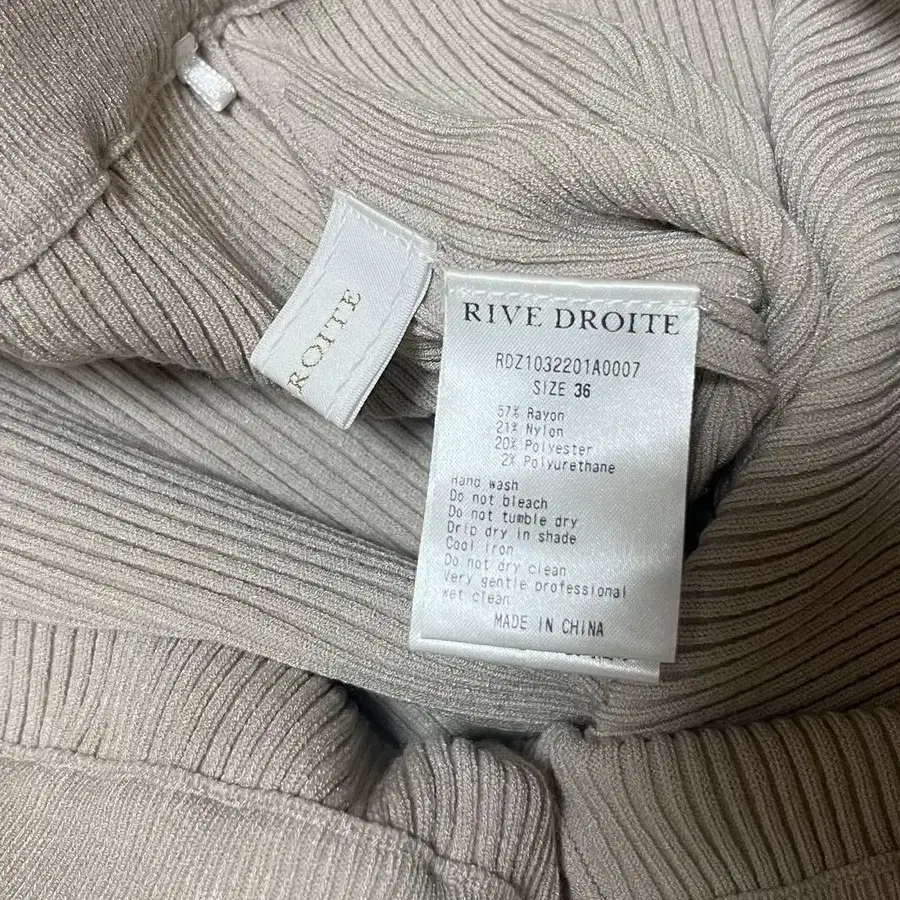 ROITE
RIVE DROITE
RDZ1032201A0007
SIZE 36
57% Rayon
21% Nylon
20% Polyester
2% Polyurethane
Hand wash
Do not bleach
Do not tumble dry
Drip dry in shade
Cool iron
Do not dry clean
Very gentle professional
wet clean
MADE IN CHINA